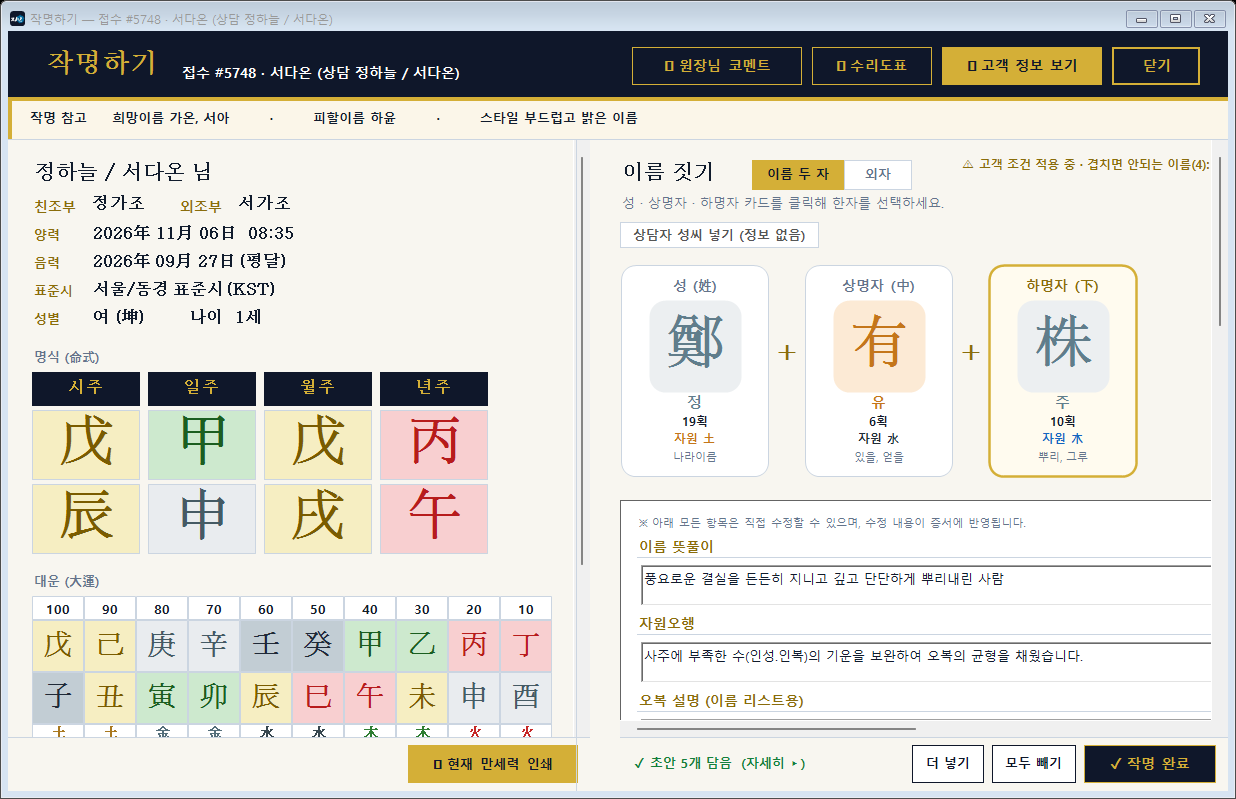 작명하기 — 접수 #5748 · 서다온 (상담 정하늘 / 서다온)
작명하기 접수 #5748 · 서다온 (상담 정하늘 / 서다온)
원장님 코멘트
수리도표
고객 정보 보기
닫기
작명 참고 희망이름 가온, 서아 · 피할이름 하윤 · 스타일 부드럽고 밝은 이름
정하늘 / 서다온 님
친조부 정가조 외조부 서가조
양력 2026年 11月 06日 08:35
음력 2026年 09月 27日 (평달)
표준시 서울/동경 표준시(KST)
성별 여 (坤) 나이 1세
명식 (命式)
시주 일주 월주 년주
戊 甲 戊 丙
辰 申 戌 午
대운 (大運)
100 90 80 70 60 50 40 30 20 10
戊 己 庚 辛 壬 癸 甲 乙 丙 丁
子 丑 寅 卯 辰 巳 午 未 申 酉
土 土 金 金 水 水 木 木 火 火
현재 만세력 인쇄
이름 짓기
이름 두 자
외자
⚠ 고객 조건 적용 중 · 겹치면 안되는 이름(4):
성 · 상명자 · 하명자 카드를 클릭해 한자를 선택하세요.
상담자 성씨 넣기 (정보 없음)
성 (姓)
鄭
정
19획
자원 土
나라이름
+
상명자 (中)
有
유
6획
자원 水
있을, 얻을
+
하명자 (下)
株
주
10획
자원 木
뿌리, 그루
※ 아래 모든 항목은 직접 수정할 수 있으며, 수정 내용이 증서에 반영됩니다.
이름 뜻풀이
풍요로운 결실을 든든히 지니고 깊고 단단하게 뿌리내린 사람
자원오행
사주에 부족한 수(인성.인복)의 기운을 보완하여 오복의 균형을 채웠습니다.
오복 설명 (이름 리스트용)
✓ 초안 5개 담음 (자세히 ▸)
더 넣기
모두 빼기
✓ 작명 완료